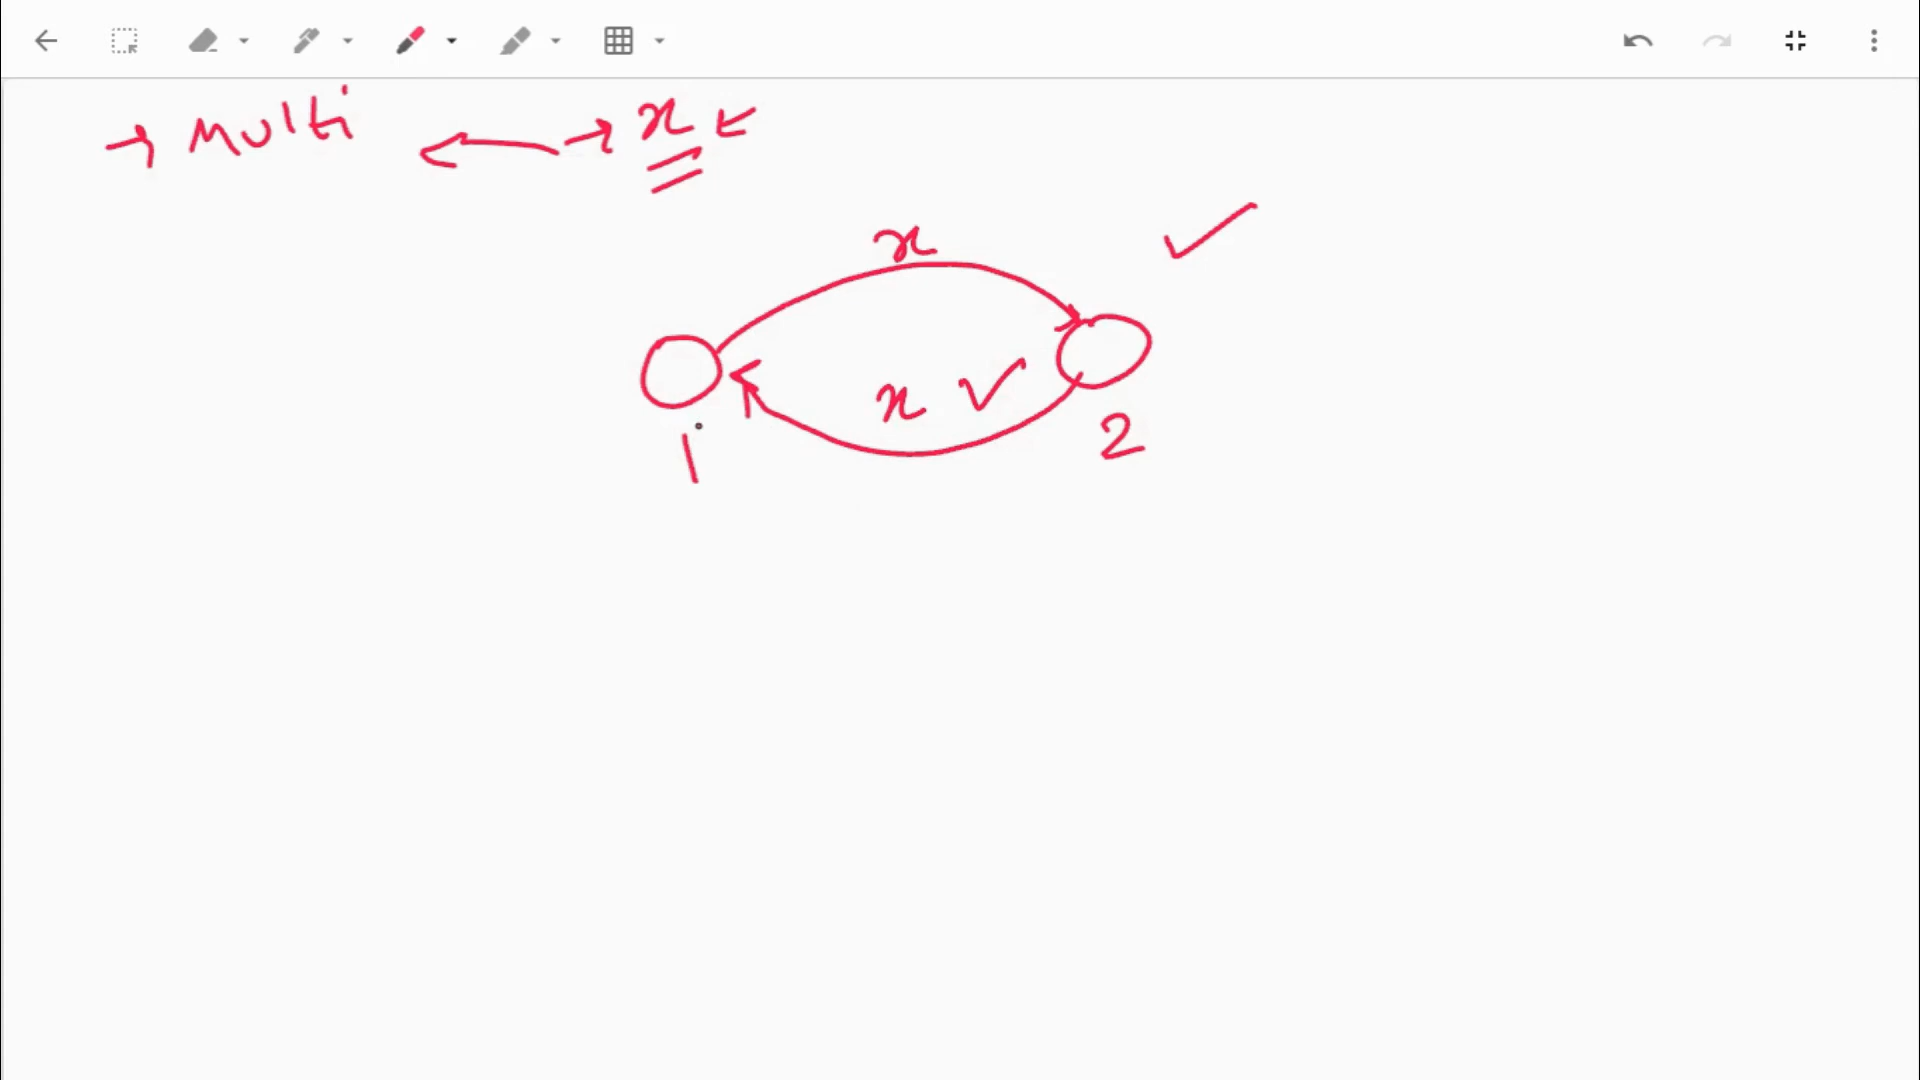 → Multi ← → x ←
x
x ✓
1
2